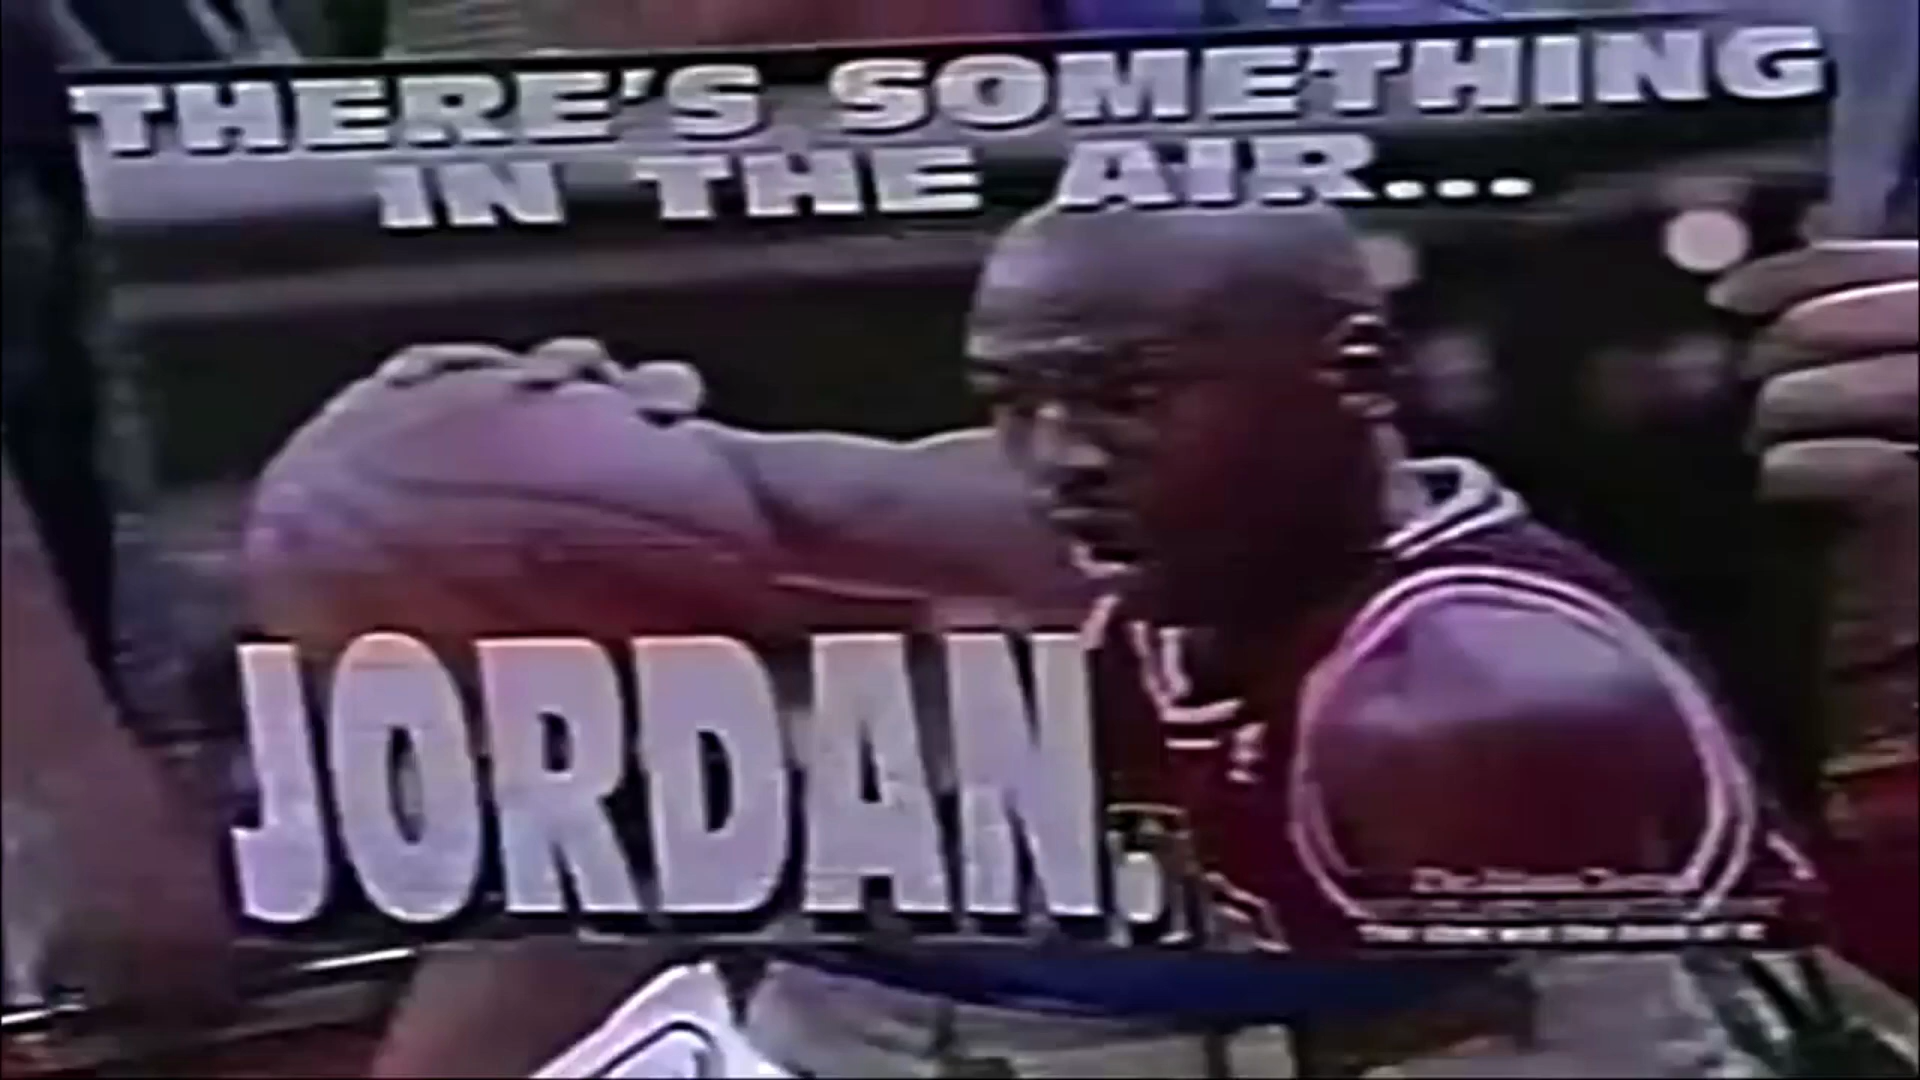 THERE'S SOMETHING
IN THE AIR...
JORDAN.